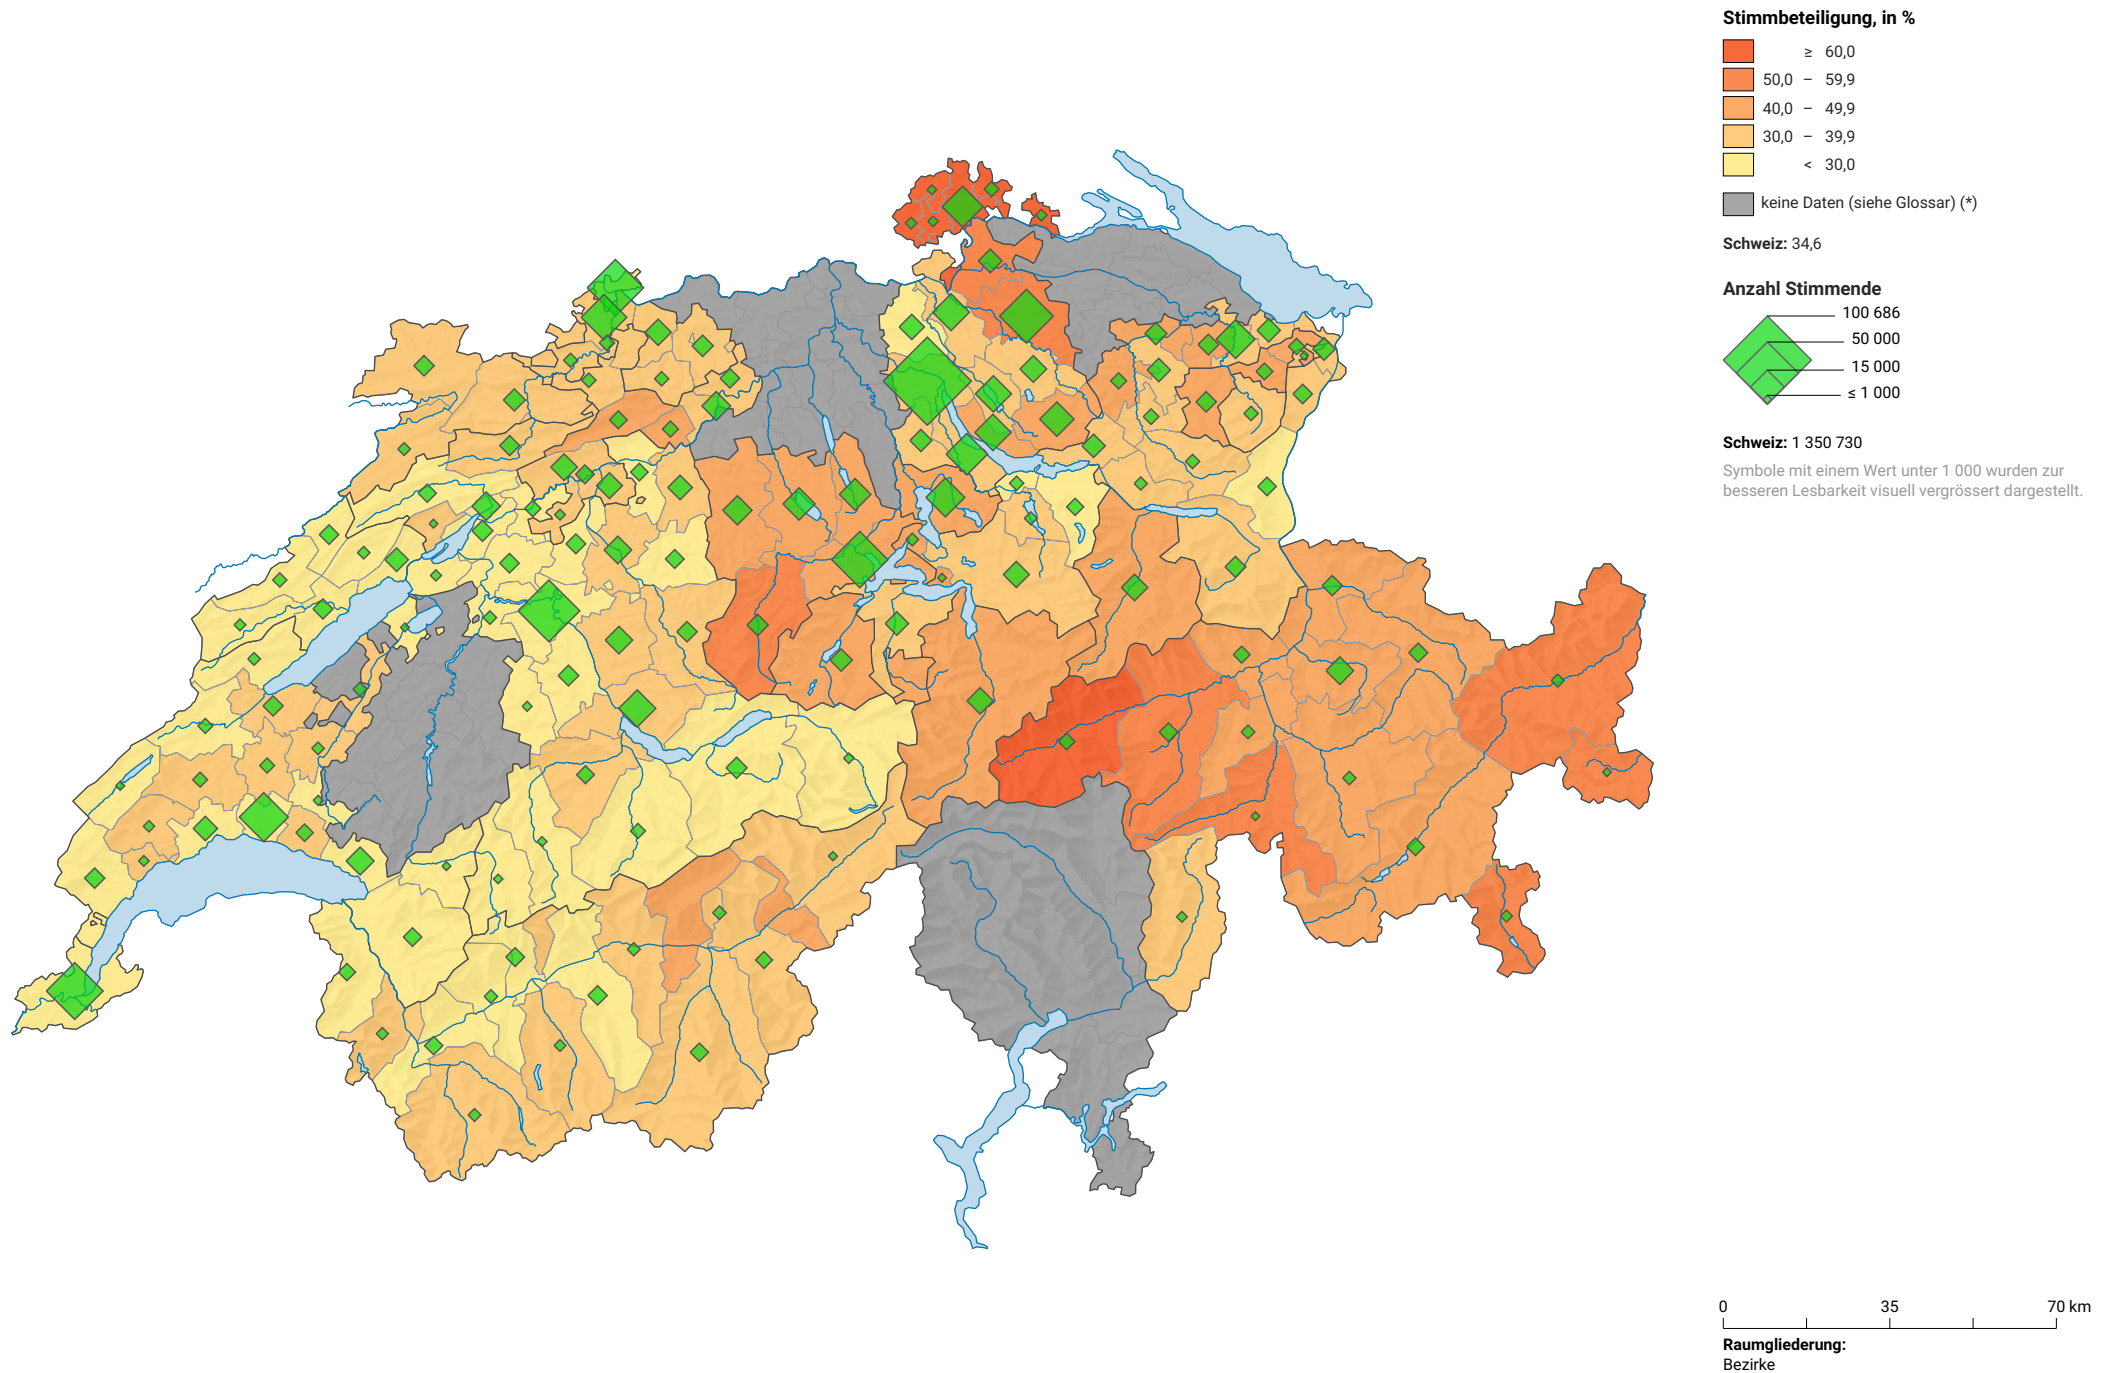 Stimmbeteiligung, in %
≥ 60,0
50,0 – 59,9
40,0 – 49,9
30,0 – 39,9
< 30,0
keine Daten (siehe Glossar) (*)
Schweiz: 34,6
Anzahl Stimmende
100 686
50 000
15 000
≤ 1 000
Schweiz: 1 350 730
Symbole mit einem Wert unter 1 000 wurden zur
besseren Lesbarkeit visuell vergrössert dargestellt.
0 35 70 km
Raumgliederung:
Bezirke